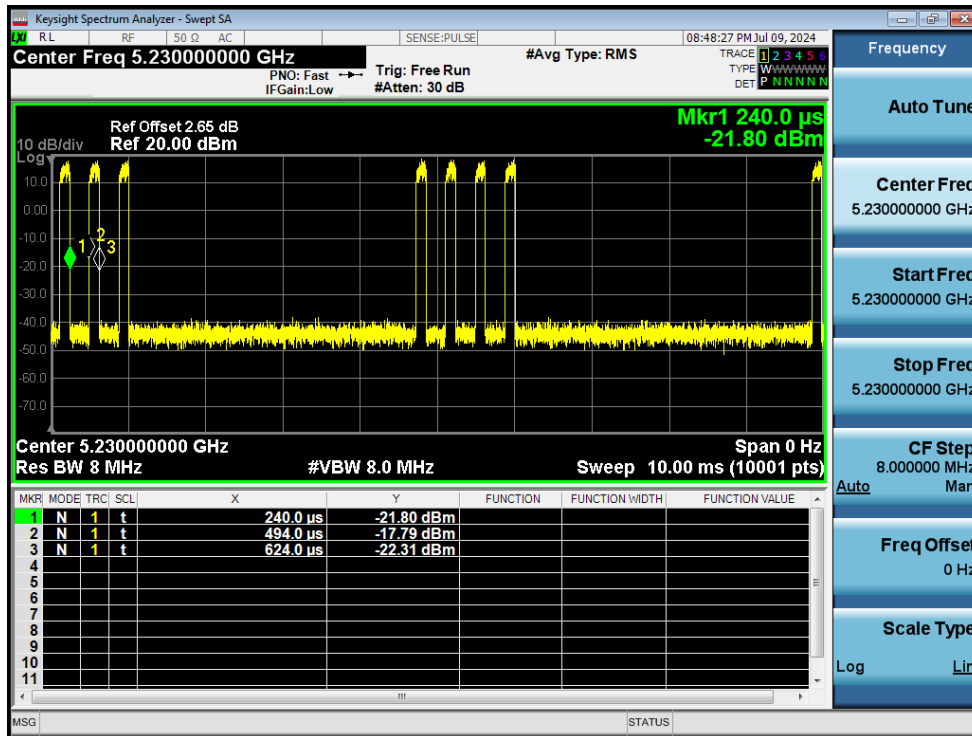 Keysight Spectrum Analyzer - Swept SA
LXI RL RF 50 Ω AC SENSE:PULSE 08:48:27 PM Jul 09, 2024
Center Freq 5.230000000 GHz #Avg Type: RMS TRACE 1 2 3 4 5 6
PNO: Fast Trig: Free Run TYPE WWWWWW
IFGain:Low #Atten: 30 dB DET P N N N N N
Mkr1 240.0 µs
-21.80 dBm
Ref Offset 2.65 dB
10 dB/div Ref 20.00 dBm
Log
10.0
0.00
-10.0
-20.0
-30.0
-40.0
-50.0
-60.0
-70.0
1 2 3
Center 5.230000000 GHz Span 0 Hz
Res BW 8 MHz #VBW 8.0 MHz Sweep 10.00 ms (10001 pts)
MKR MODE TRC SCL X Y FUNCTION FUNCTION WIDTH FUNCTION VALUE
1 N 1 t 240.0 µs -21.80 dBm
2 N 1 t 494.0 µs -17.79 dBm
3 N 1 t 624.0 µs -22.31 dBm
4
5
6
7
8
9
10
11
MSG STATUS
Frequency
Auto Tune
Center Freq
5.230000000 GHz
Start Freq
5.230000000 GHz
Stop Freq
5.230000000 GHz
CF Step
8.000000 MHz
Auto Man
Freq Offset
0 Hz
Scale Type
Log Lin